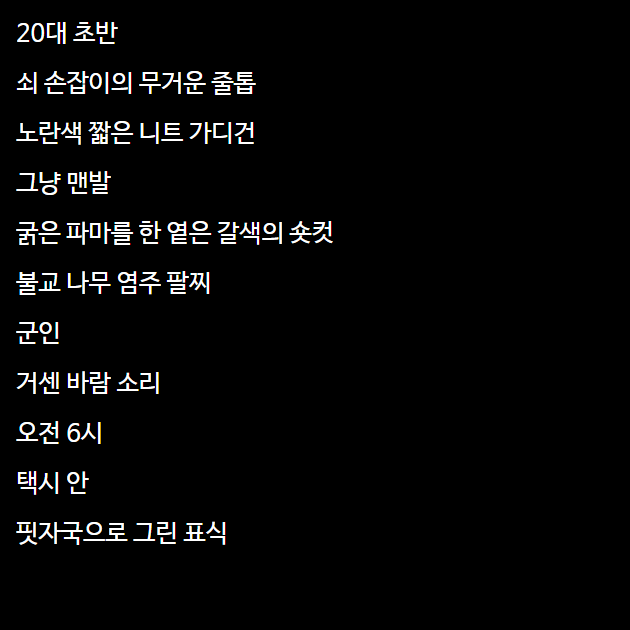 20대 초반
쇠 손잡이의 무거운 줄톱
노란색 짧은 니트 가디건
그냥 맨발
굵은 파마를 한 옅은 갈색의 숏컷
불교 나무 염주 팔찌
군인
거센 바람 소리
오전 6시
택시 안
핏자국으로 그린 표식